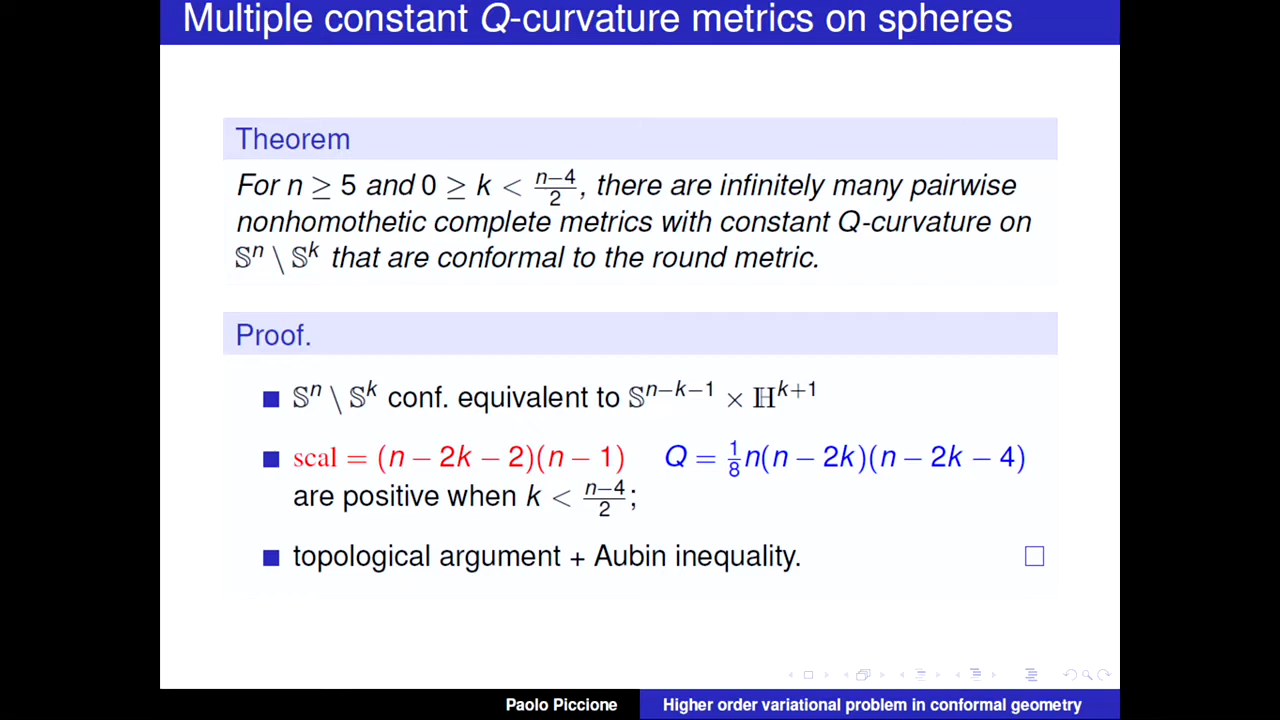 Multiple constant Q-curvature metrics on spheres
Theorem
For n ≥ 5 and 0 ≥ k < (n−4)/2, there are infinitely many pairwise
nonhomothetic complete metrics with constant Q-curvature on
𝕊ⁿ \ 𝕊ᵏ that are conformal to the round metric.
Proof.
𝕊ⁿ \ 𝕊ᵏ conf. equivalent to 𝕊ⁿ⁻ᵏ⁻¹ × ℍᵏ⁺¹
scal = (n − 2k − 2)(n − 1) Q = 1/8 n(n − 2k)(n − 2k − 4)
are positive when k < (n−4)/2;
topological argument + Aubin inequality.
Paolo Piccione
Higher order variational problem in conformal geometry